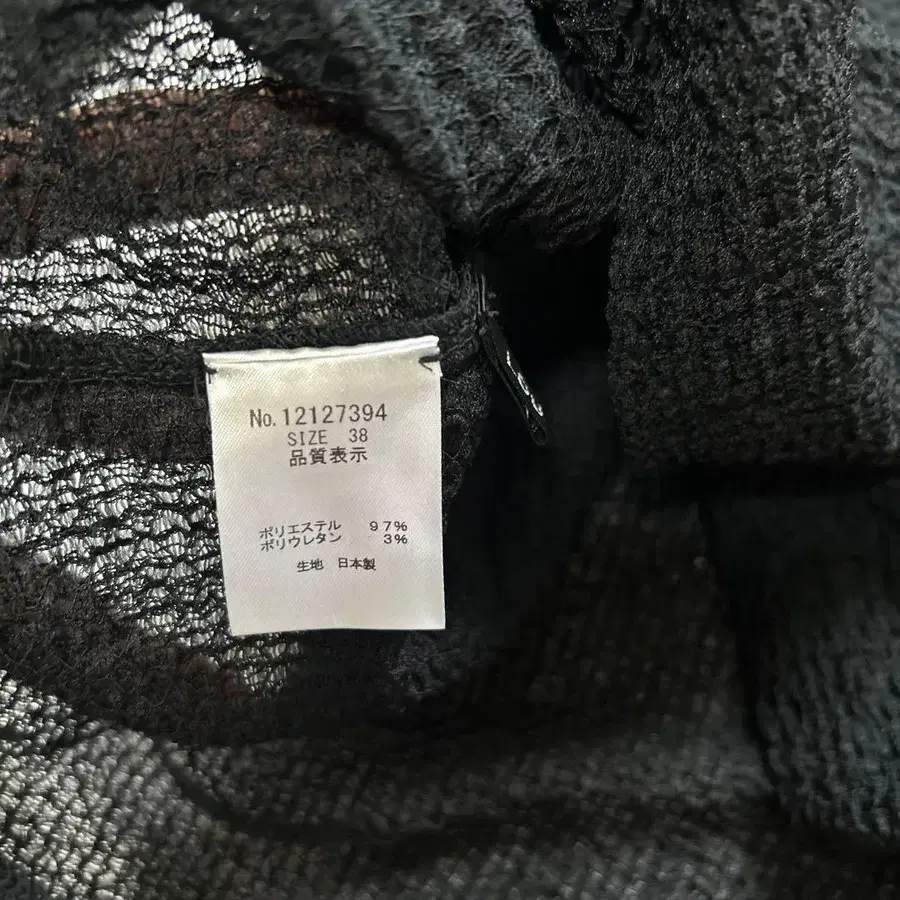 No.12127394
SIZE 38
品質表示
ポリエステル 97%
ポリウレタン 3%
生地 日本製